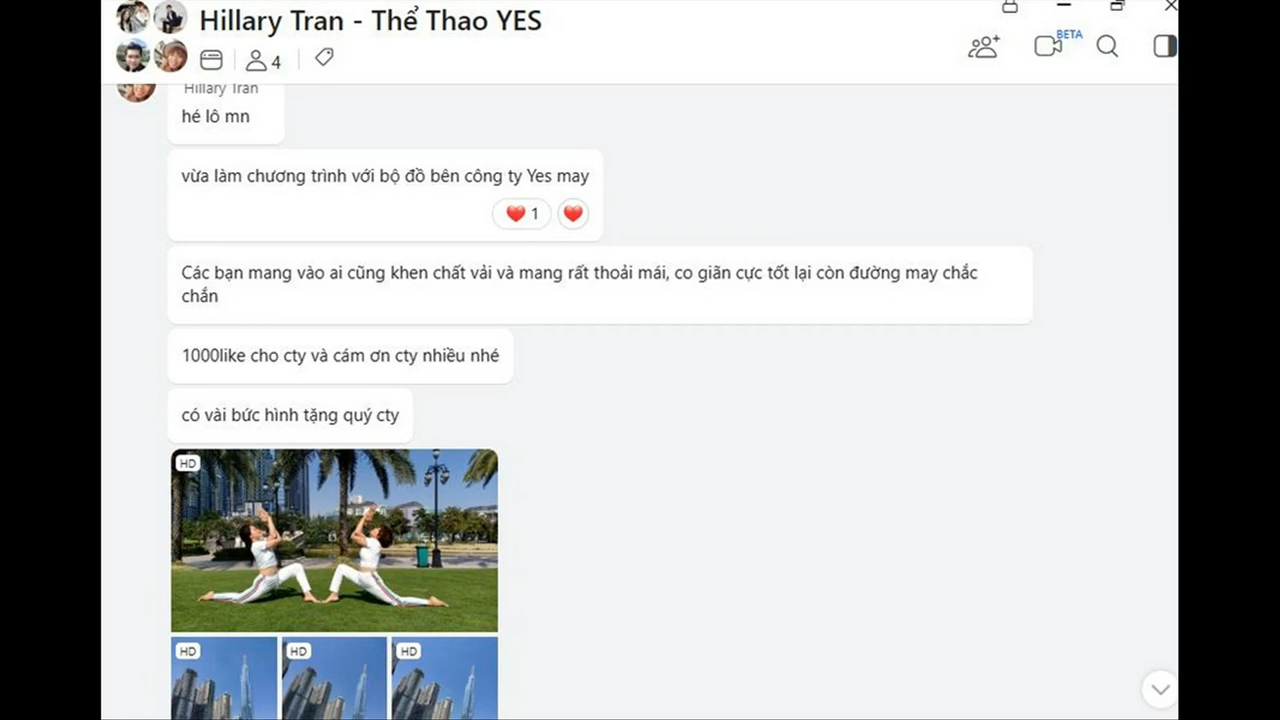 Hillary Tran - Thể Thao YES
4
BETA
Hillary Tran
hé lô mn
vừa làm chương trình với bộ đồ bên công ty Yes may
1
Các bạn mang vào ai cũng khen chất vải và mang rất thoải mái, co giãn cực tốt lại còn đường may chắc
chắn
1000like cho cty và cám ơn cty nhiều nhé
có vài bức hình tặng quý cty
HD
HD
HD
HD